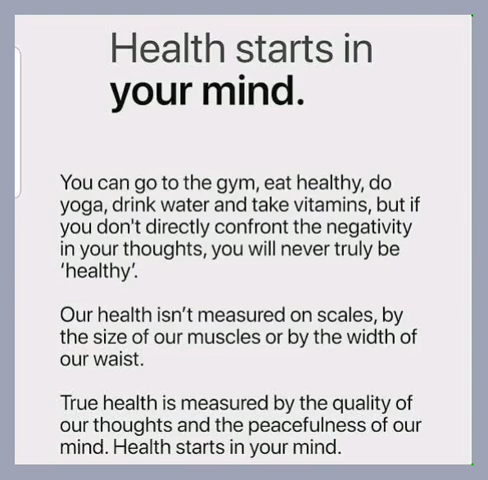 Health starts in
your mind.
You can go to the gym, eat healthy, do
yoga, drink water and take vitamins, but if
you don't directly confront the negativity
in your thoughts, you will never truly be
‘healthy’.
Our health isn’t measured on scales, by
the size of our muscles or by the width of
our waist.
True health is measured by the quality of
our thoughts and the peacefulness of our
mind. Health starts in your mind.